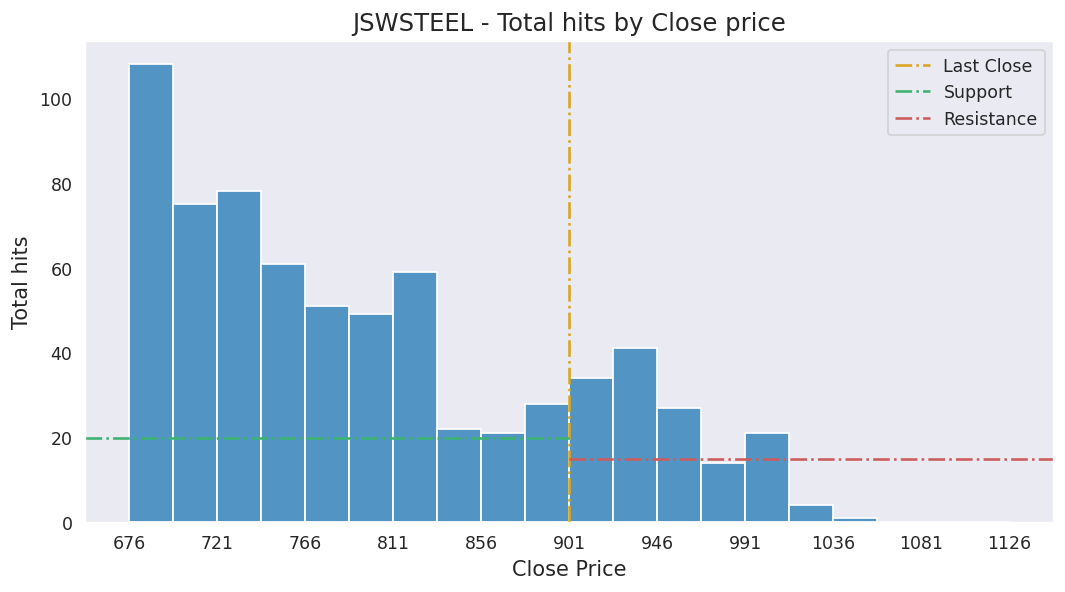 JSWSTEEL - Total hits by Close price
Last Close
Support
Resistance
Total hits
100
80
60
40
20
0
676 721 766 811 856 901 946 991 1036 1081 1126
Close Price